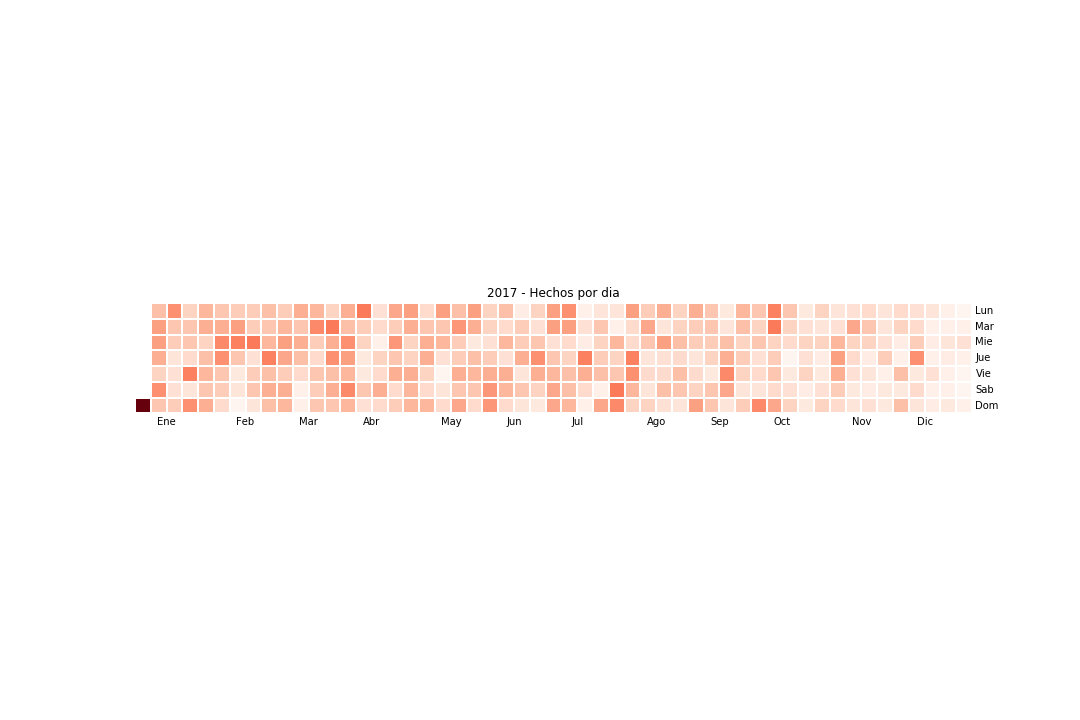 2017 - Hechos por dia
Lun
Mar
Mie
Jue
Vie
Sab
Dom
Ene Feb Mar Abr May Jun Jul Ago Sep Oct Nov Dic